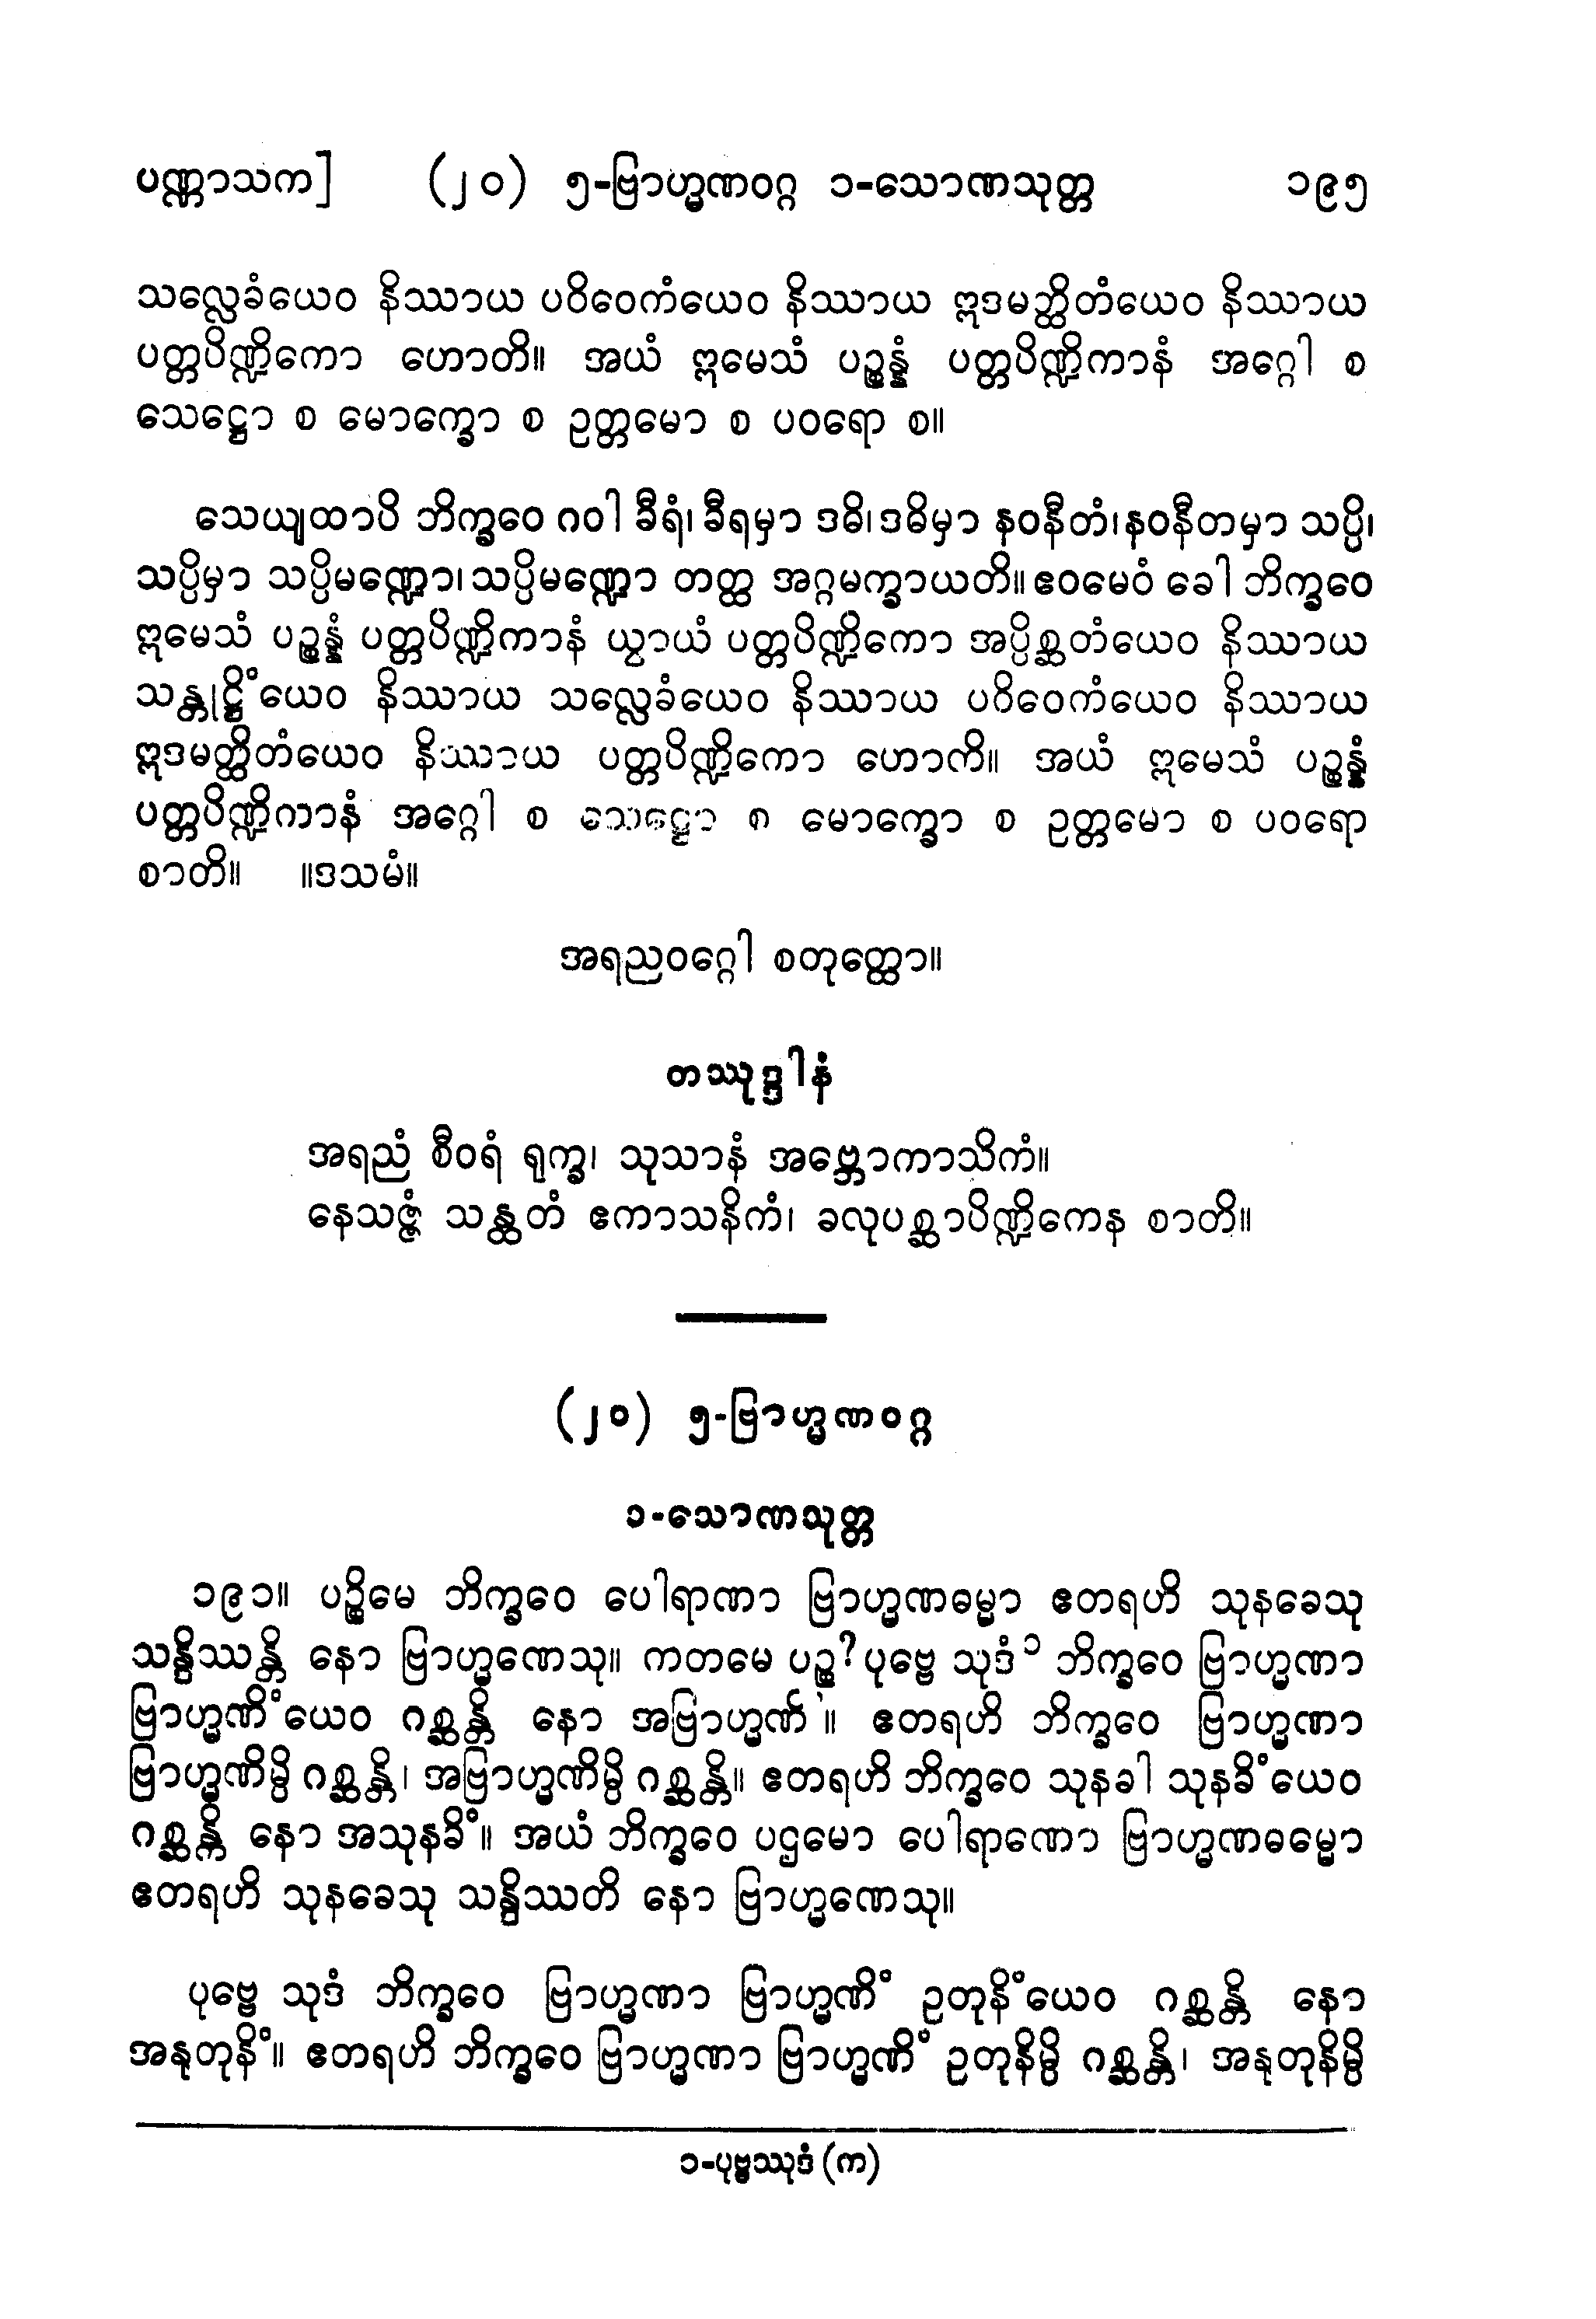 ပဏ္ဏာသက] (၂၀) ၅-ဗြာဟ္မဏဝဂ္ဂ ၁-သောဏသုတ္တ ၁၉၅
သလ္လေခံယေဝ နိဿာယ ပဝိဝေကံယေဝ နိဿာယ ဣဒမတ္ထိတံယေဝ နိဿာယ
ပတ္တပိဏ္ဍိကော ဟောတိ။ အယံ ဣမေသံ ပဉ္စန္နံ ပတ္တပိဏ္ဍိကာနံ အဂ္ဂေါ စ
သေဋ္ဌော စ မောက္ခော စ ဥတ္တမော စ ပဝရော စ။
သေယျထာပိ ဘိက္ခဝေ ဂဝါ ခီရံ၊ ခီရမှာ ဒဓိ၊ ဒဓိမှာ နဝနီတံ၊ နဝနီတမှာ သပ္ပိ၊
သပ္ပိမှာ သပ္ပိမဏ္ဍော၊ သပ္ပိမဏ္ဍော တတ္ထ အဂ္ဂမက္ခာယတိ။ ဧဝမေဝံ ခေါ ဘိက္ခဝေ
ဣမေသံ ပဉ္စန္နံ ပတ္တပိဏ္ဍိကာနံ ယွာယံ ပတ္တပိဏ္ဍိကော အပ္ပိစ္ဆတံယေဝ နိဿာယ
သန္တုဋ္ဌိံယေဝ နိဿာယ သလ္လေခံယေဝ နိဿာယ ပဝိဝေကံယေဝ နိဿာယ
ဣဒမတ္ထိတံယေဝ နိဿာယ ပတ္တပိဏ္ဍိကော ဟောတိ။ အယံ ဣမေသံ ပဉ္စန္နံ
ပတ္တပိဏ္ဍိကာနံ အဂ္ဂေါ စ သေဋ္ဌော စ မောက္ခော စ ဥတ္တမော စ ပဝရော
စာတိ။ ။ဒသမံ။
အရညဝဂ္ဂေါ စတုတ္ထော။
တဿုဒ္ဒါနံ
အရညံ စီဝရံ ရုက္ခ၊ သုသာနံ အဗ္ဘောကာသိကံ။
နေသဇ္ဇံ သန္ထတံ ဧကာသနိကံ၊ ခလုပစ္ဆာပိဏ္ဍိကေန စာတိ။
(၂၀) ၅-ဗြာဟ္မဏဝဂ္ဂ
၁-သောဏသုတ္တ
၁၉၁။ ပဉ္စိမေ ဘိက္ခဝေ ပေါရာဏာ ဗြာဟ္မဏဓမ္မာ ဧတရဟိ သုနခေသု
သန္ဒိဿန္တိ နော ဗြာဟ္မဏေသု။ ကတမေ ပဉ္စ? ပုဗ္ဗေ သုဒံ ၁ ဘိက္ခဝေ ဗြာဟ္မဏာ
ဗြာဟ္မဏိံယေဝ ဂစ္ဆန္တိ နော အဗြာဟ္မဏိံ။ ဧတရဟိ ဘိက္ခဝေ ဗြာဟ္မဏာ
ဗြာဟ္မဏိမ္ပိ ဂစ္ဆန္တိ၊ အဗြာဟ္မဏိမ္ပိ ဂစ္ဆန္တိ။ ဧတရဟိ ဘိက္ခဝေ သုနခါ သုနခိံယေဝ
ဂစ္ဆန္တိ နော အသုနခိံ။ အယံ ဘိက္ခဝေ ပဌမော ပေါရာဏော ဗြာဟ္မဏဓမ္မော
ဧတရဟိ သုနခေသု သန္ဒိဿတိ နော ဗြာဟ္မဏေသု။
ပုဗ္ဗေ သုဒံ ဘိက္ခဝေ ဗြာဟ္မဏာ ဗြာဟ္မဏိံ ဥတုနိံယေဝ ဂစ္ဆန္တိ နော
အနုတုနိံ။ ဧတရဟိ ဘိက္ခဝေ ဗြာဟ္မဏာ ဗြာဟ္မဏိံ ဥတုနိမ္ပိ ဂစ္ဆန္တိ၊ အနုတုနိမ္ပိ
၁-ပုဗ္ဗဿုဒံ (က)